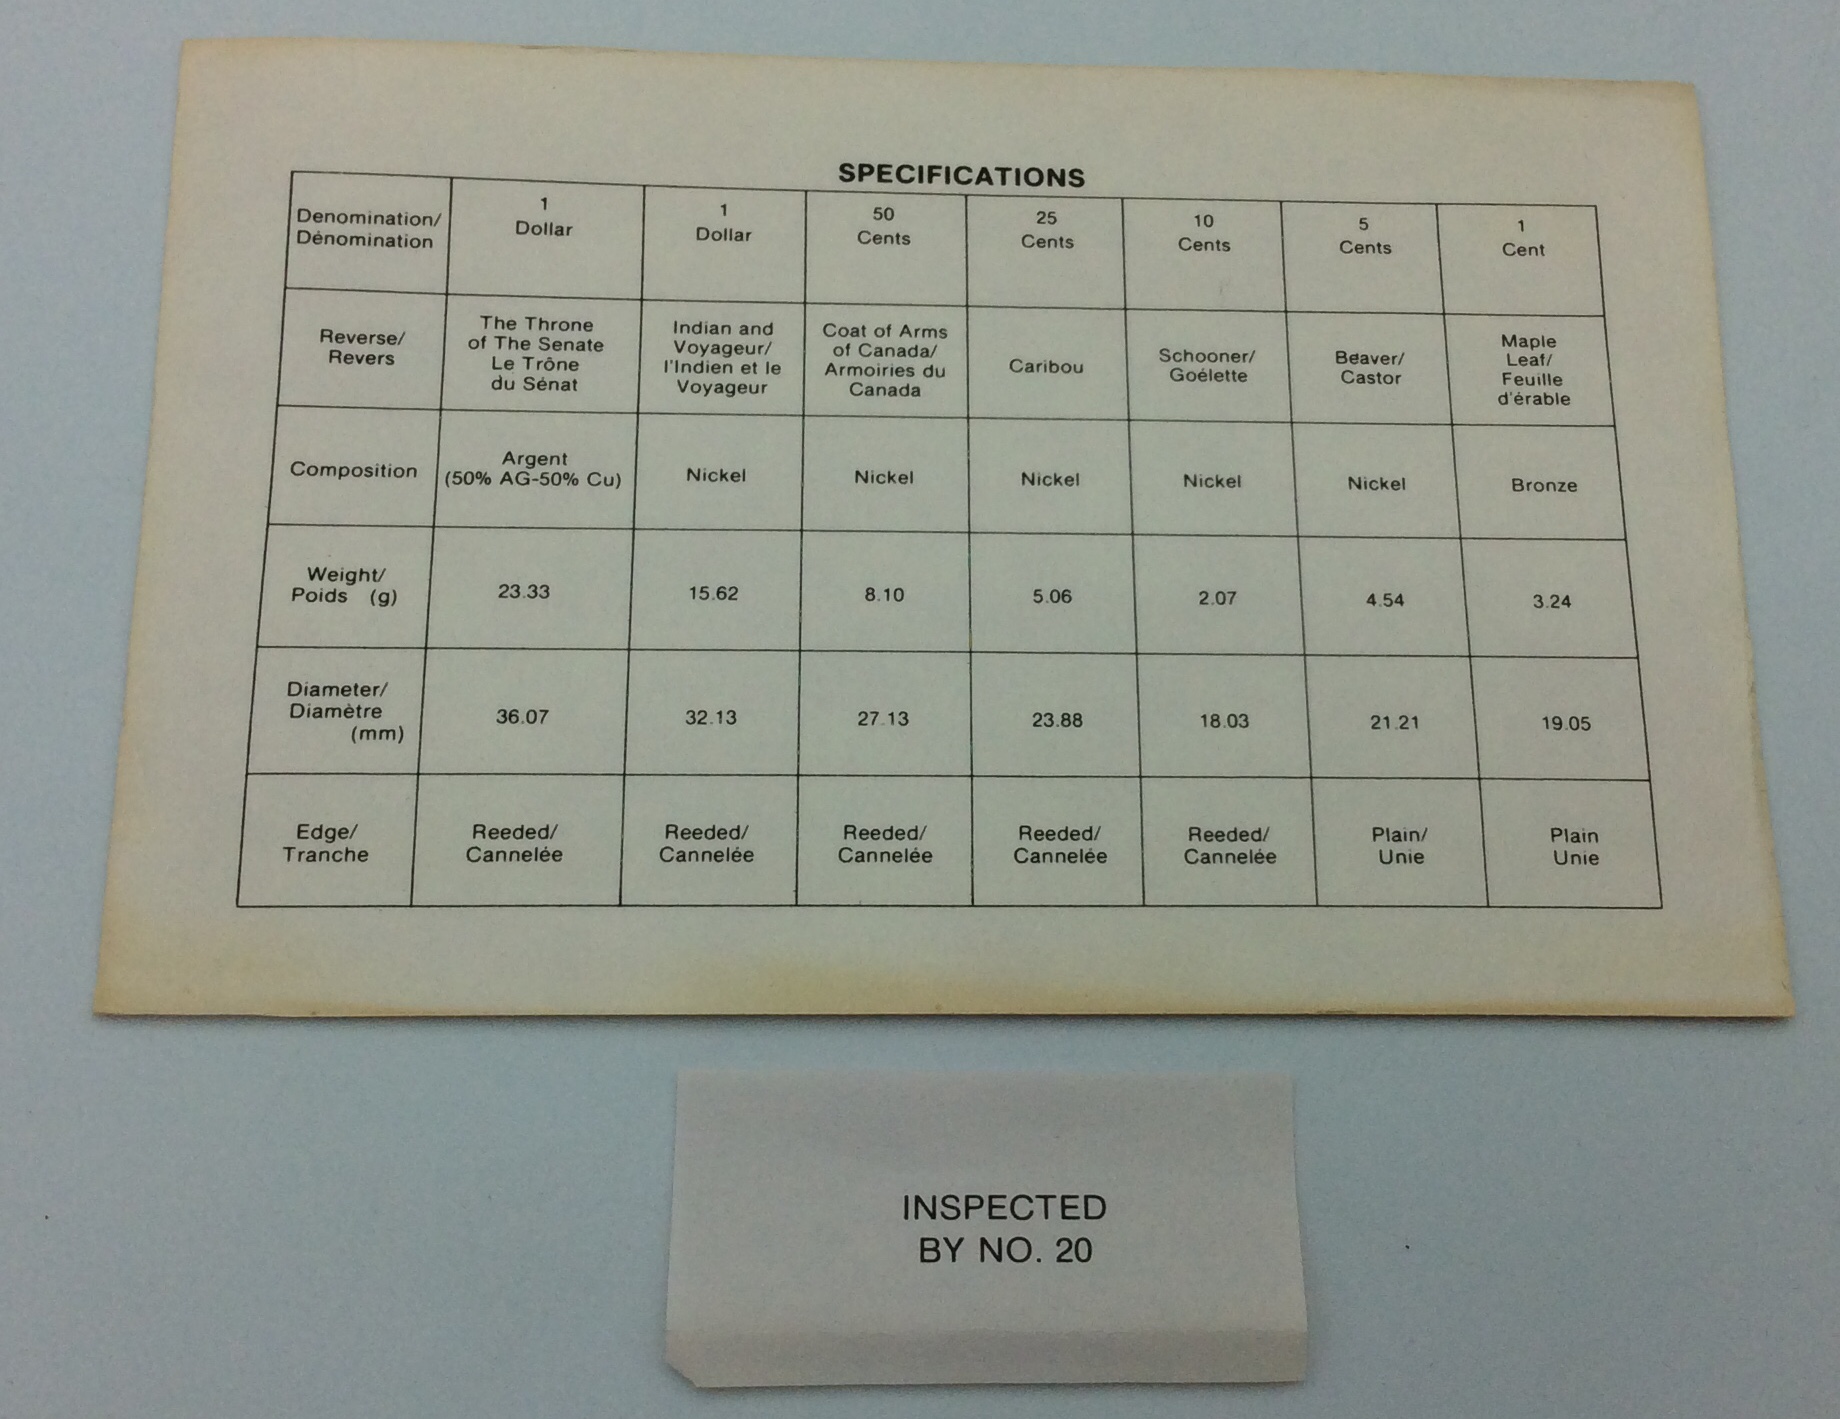 SPECIFICATIONS
Denomination/
Dénomination
1
Dollar
1
Dollar
50
Cents
25
Cents
10
Cents
5
Cents
1
Cent
Reverse/
Revers
The Throne
of The Senate
Le Trône
du Sénat
Indian and
Voyageur/
l'Indien et le
Voyageur
Coat of Arms
of Canada/
Armoiries du
Canada
Caribou
Schooner/
Goélette
Beaver/
Castor
Maple
Leaf/
Feuille
d'érable
Composition
Argent
(50% AG-50% Cu)
Nickel
Nickel
Nickel
Nickel
Nickel
Bronze
Weight/
Poids (g)
23.33
15.62
8.10
5.06
2.07
4.54
3.24
Diameter/
Diamètre
(mm)
36.07
32.13
27.13
23.88
18.03
21.21
19.05
Edge/
Tranche
Reeded/
Cannelée
Reeded/
Cannelée
Reeded/
Cannelée
Reeded/
Cannelée
Reeded/
Cannelée
Plain/
Unie
Plain
Unie
INSPECTED
BY NO. 20